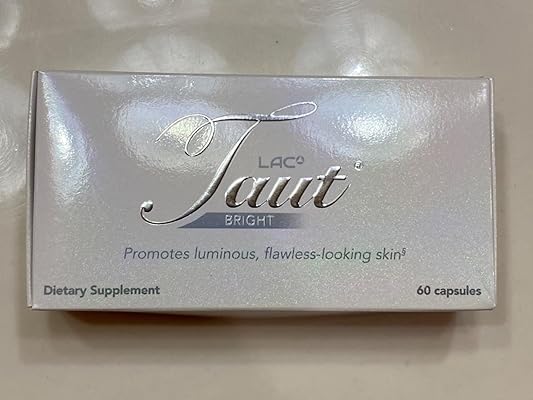 LAC
Taut®
BRIGHT
Promotes luminous, flawless-looking skin§
Dietary Supplement
60 capsules